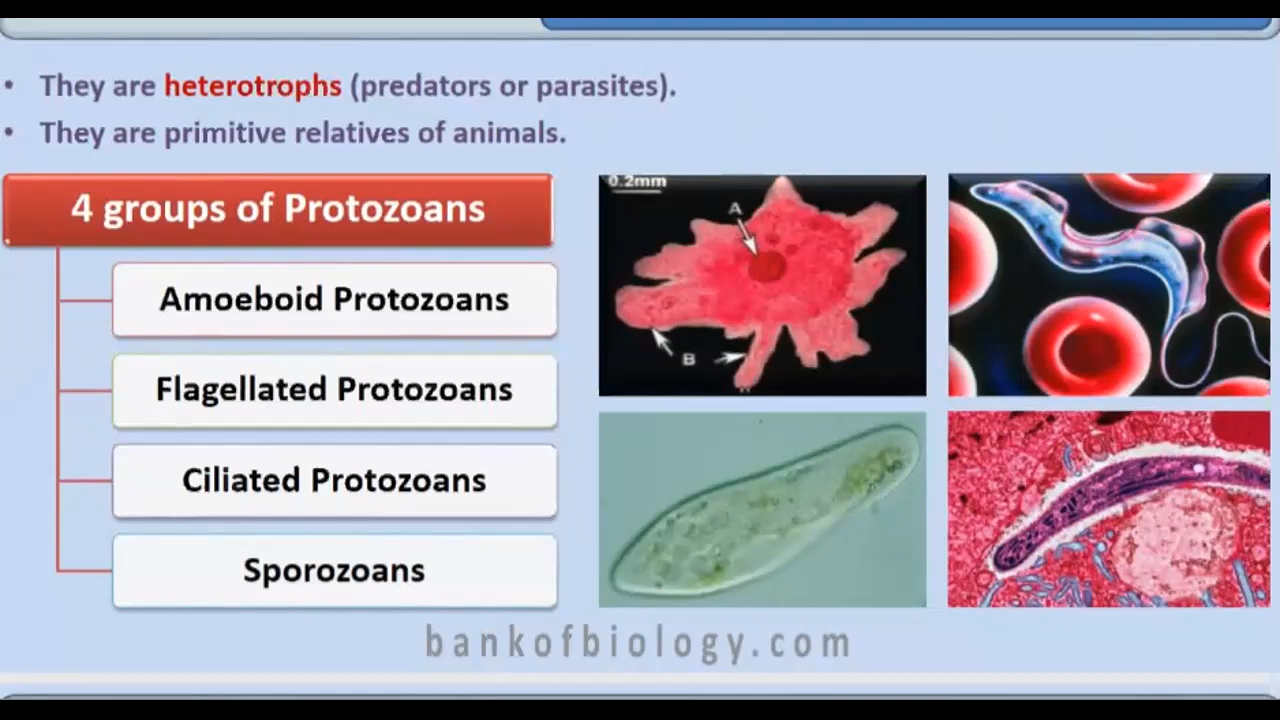 • They are heterotrophs (predators or parasites).
• They are primitive relatives of animals.
4 groups of Protozoans
Amoeboid Protozoans
Flagellated Protozoans
Ciliated Protozoans
Sporozoans
0.2mm
A
B
bankofbiology.com